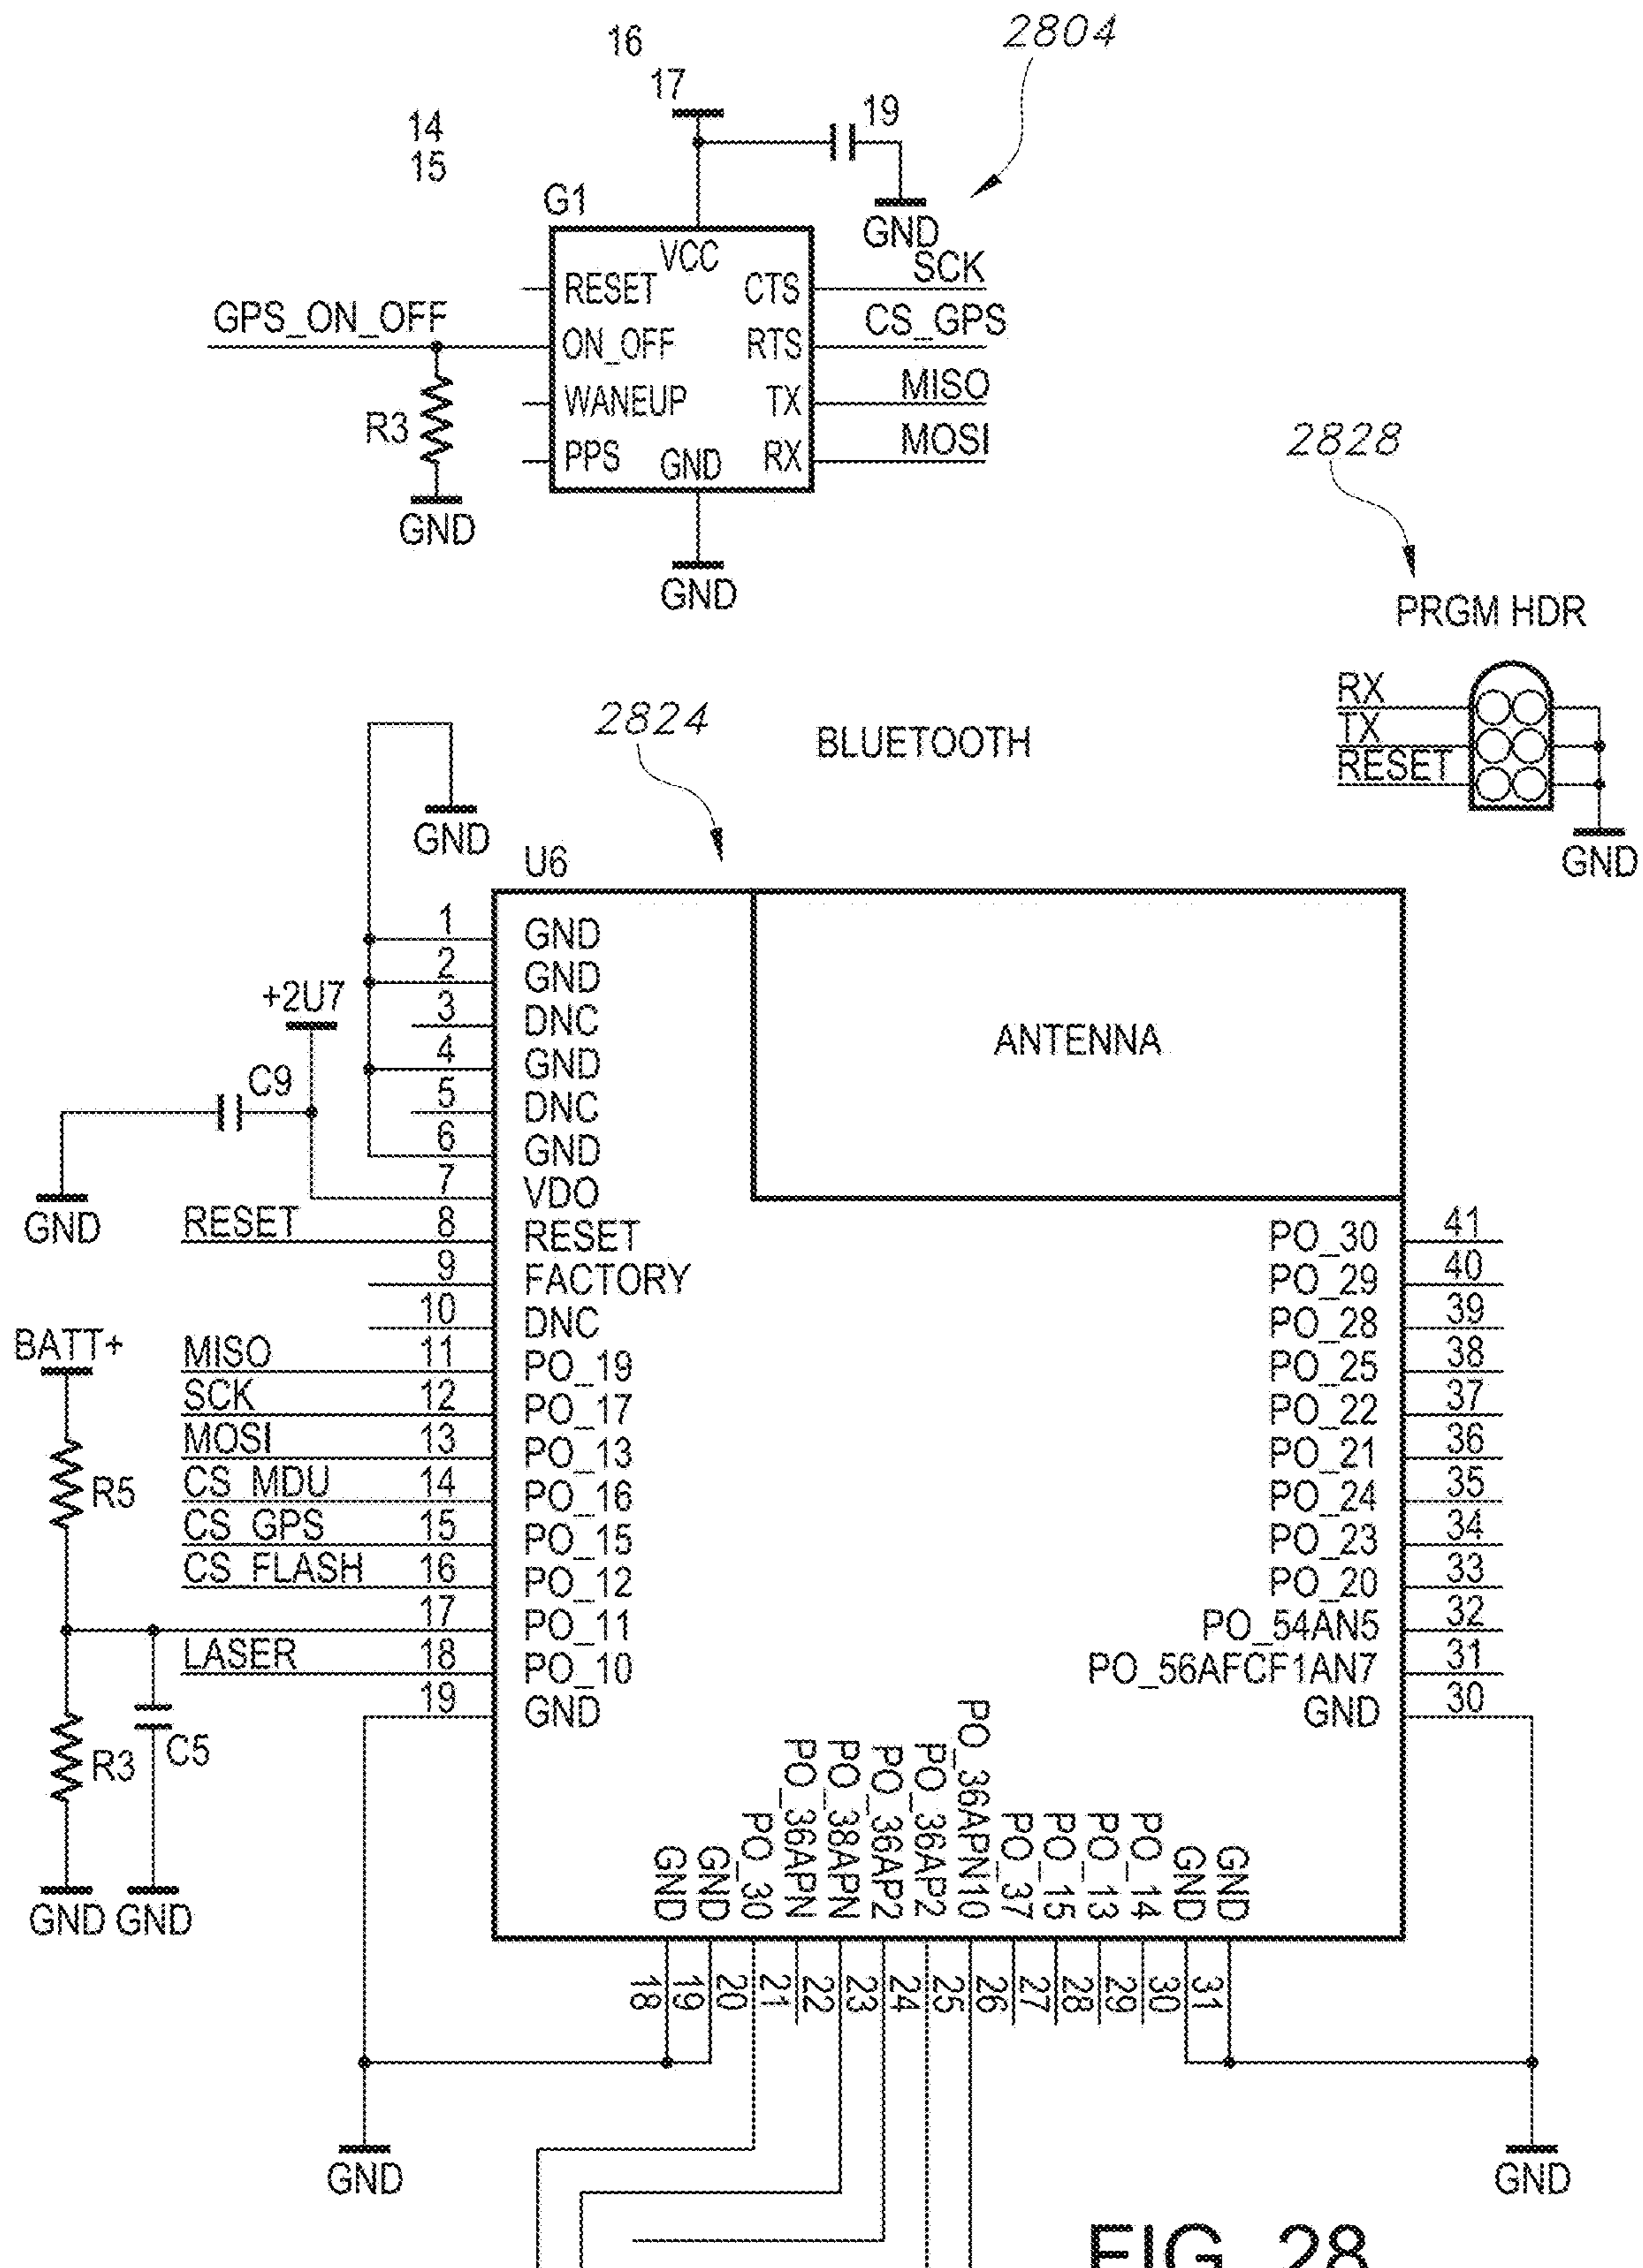 2804
16
17
19
14
15
G1
GND
VCC
RESET
CTS
SCK
GPS_ON_OFF
ON_OFF
RTS
CS_GPS
WANEUP
TX
MISO
R3
PPS
GND
RX
MOSI
GND
GND
2828
PRGM HDR
RX
TX
RESET
GND
2824
BLUETOOTH
GND
U6
ANTENNA
1 GND
2 GND
+2U7
3 DNC
4 GND
C9
5 DNC
6 GND
7 VDO
GND
RESET 8 RESET
9 FACTORY
10 DNC
BATT+
MISO 11 PO_19
SCK 12 PO_17
MOSI 13 PO_13
CS_MDU 14 PO_16
R5
CS_GPS 15 PO_15
CS_FLASH 16 PO_12
17 PO_11
LASER 18 PO_10
19 GND
R3
C5
GND
GND
PO_30 41
PO_29 40
PO_28 39
PO_25 38
PO_22 37
PO_21 36
PO_24 35
PO_23 34
PO_20 33
PO_54AN5 32
PO_56AFCF1AN7 31
GND 30
GND 18
GND 19
PO_30 20
PO_36APN 21
PO_38APN 22
PO_36AP2 23
PO_36AP2 24
PO_36APN10 25
PO_37 26
PO_15 27
PO_13 28
PO_14 29
GND 30
GND 31
GND
GND
FIG. 28